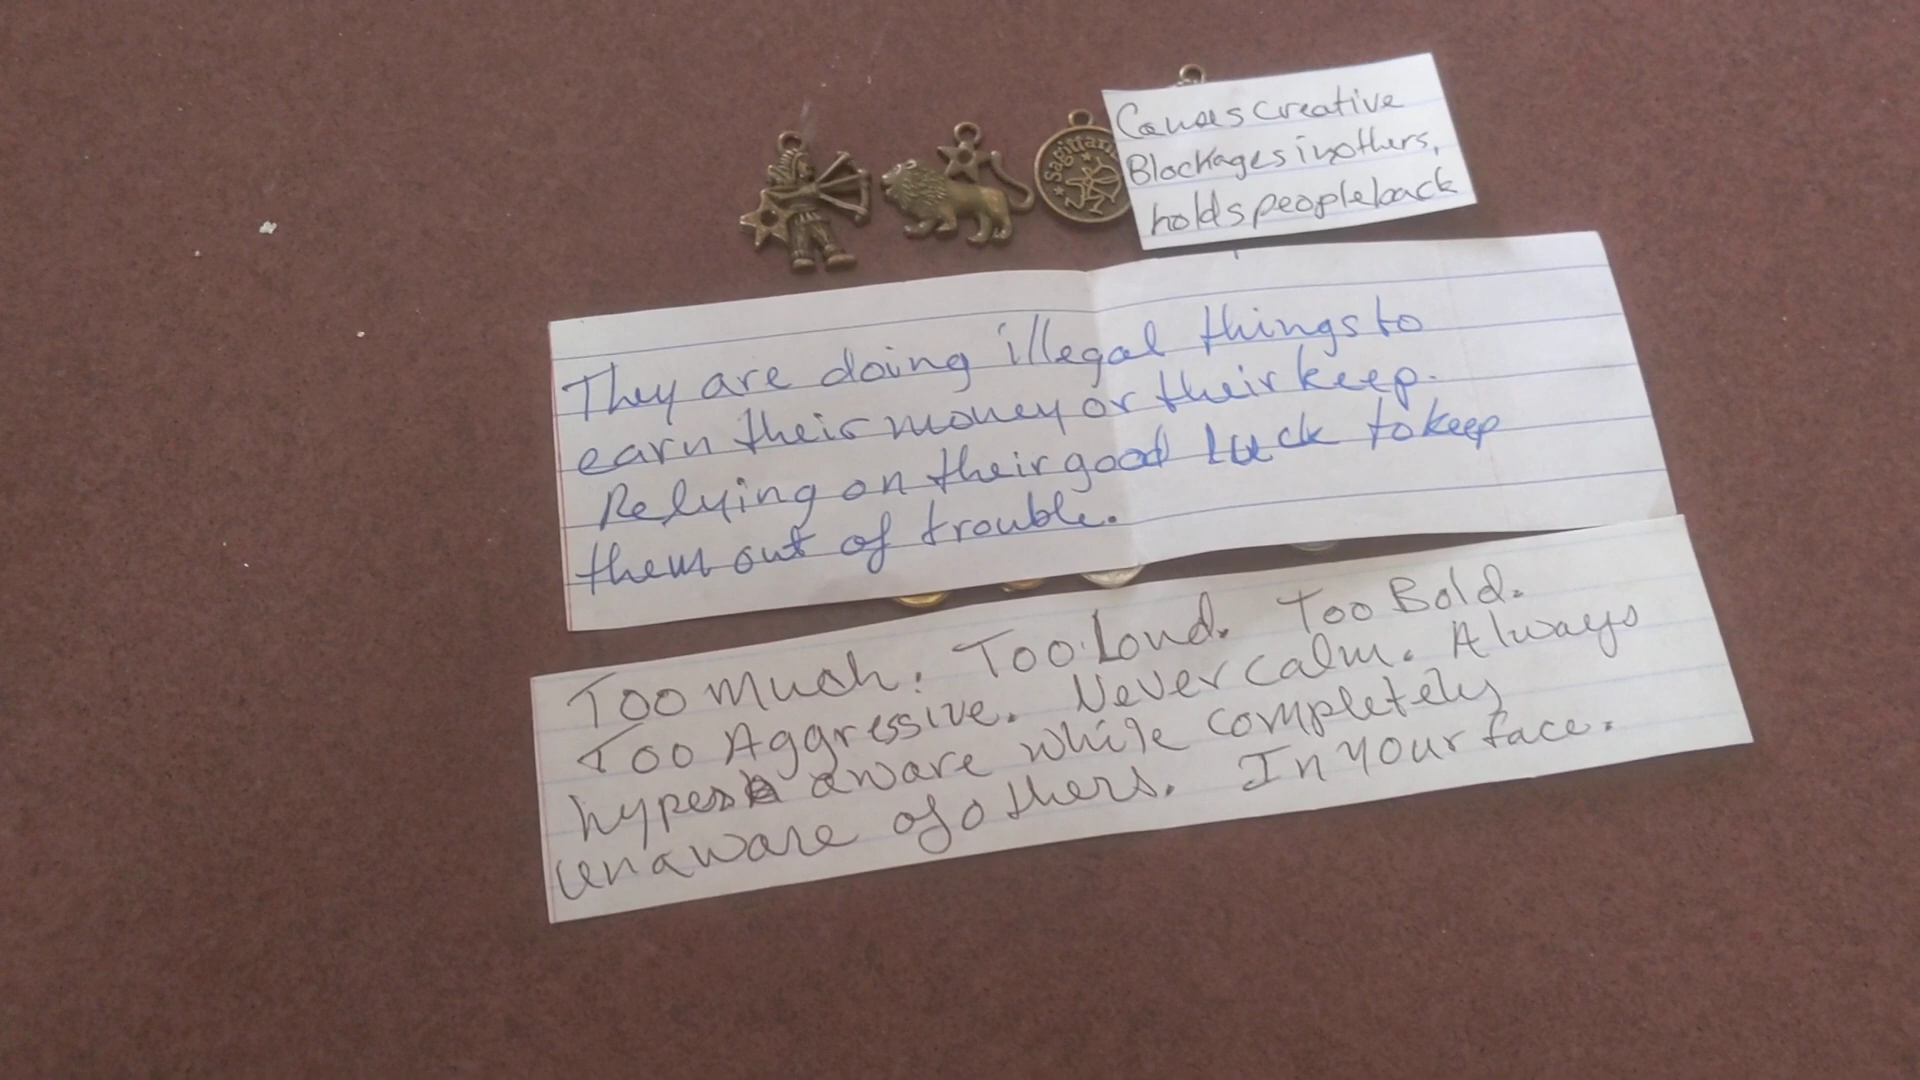 Sagittari
Causes creative
Blockages in others,
holds people back
They are doing illegal things to
earn their money or their keep.
Relying on their good luck to keep
them out of trouble.
Too much. Too Loud. Too Bold.
Too Aggressive. Never calm. Always
hyper aware while completely
unaware of others. In your face.